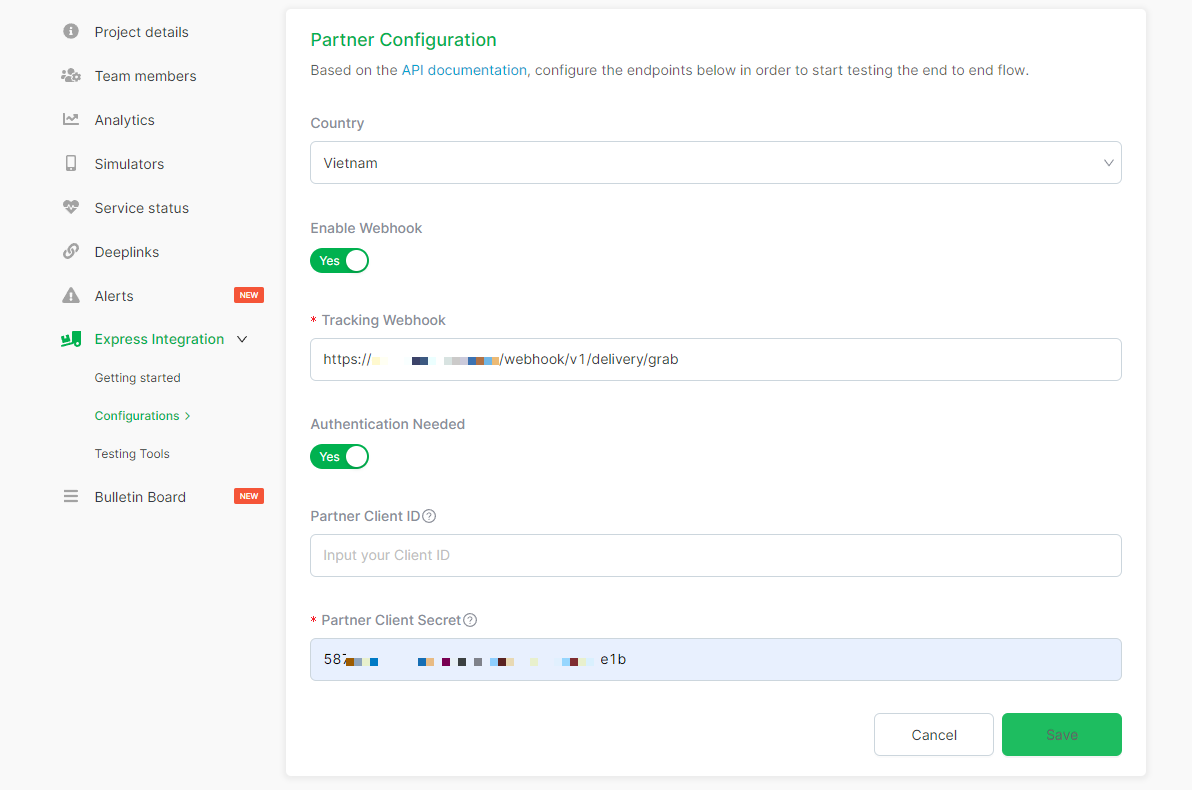 Project details
Team members
Analytics
Simulators
Service status
Deeplinks
Alerts
NEW
Express Integration
Getting started
Configurations >
Testing Tools
Bulletin Board
NEW
Partner Configuration
Based on the API documentation, configure the endpoints below in order to start testing the end to end flow.
Country
Vietnam
Enable Webhook
Yes
* Tracking Webhook
https:// /webhook/v1/delivery/grab
Authentication Needed
Yes
Partner Client ID
Input your Client ID
* Partner Client Secret
587 e1b
Cancel
Save